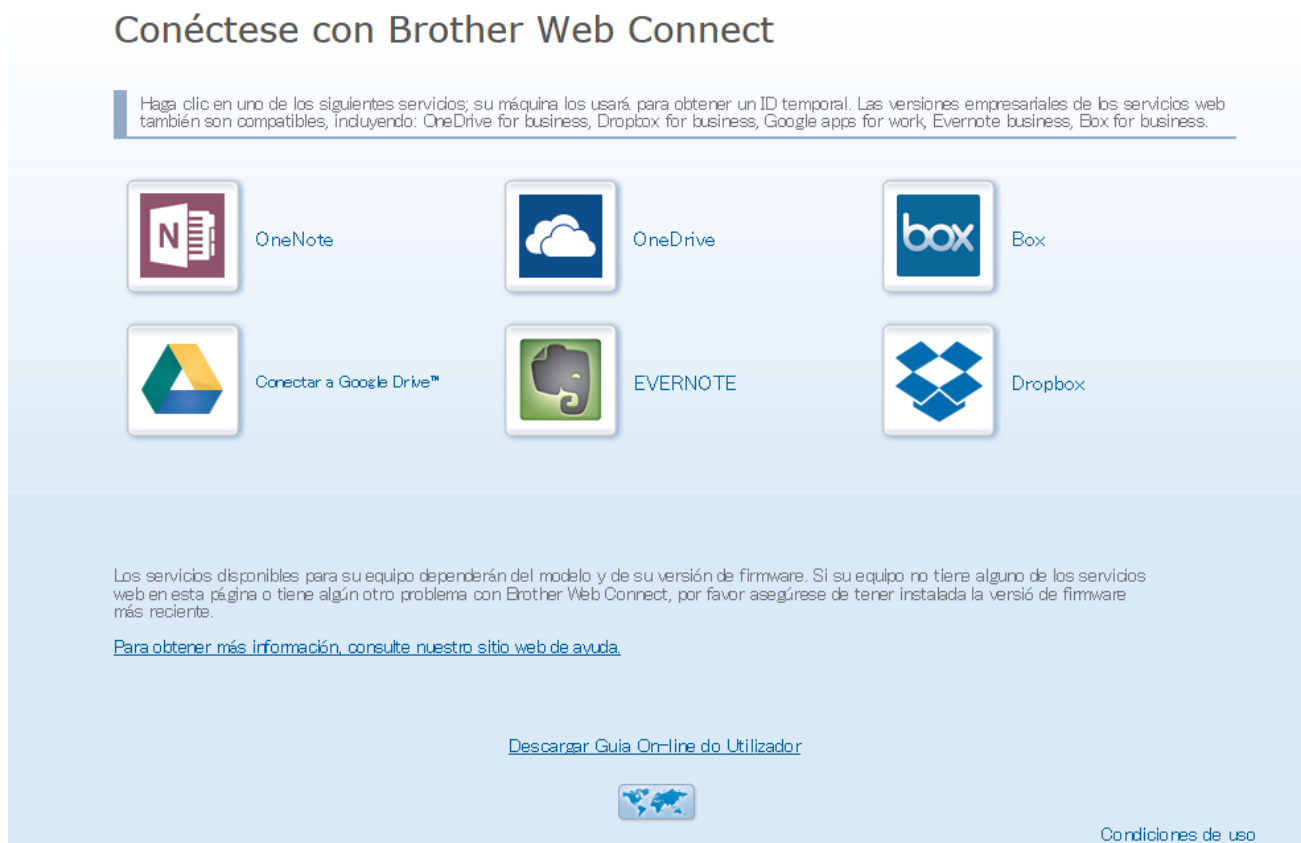 Conéctese con Brother Web Connect
Haga clic en uno de los siguientes servicios; su máquina los usará para obtener un ID temporal. Las versiones empresariales de los servicios web
también son compatibles, incluyendo: OneDrive for business, Dropbox for business, Google apps for work, Evernote business, Box for business.
N
OneNote
OneDrive
box
Box
Conectar a Google Drive™
EVERNOTE
Dropbox
Los servicios disponibles para su equipo dependerán del modelo y de su versión de firmware. Si su equipo no tiene alguno de los servicios
web en esta página o tiene algún otro problema con Brother Web Connect, por favor asegúrese de tener instalada la versió de firmware
más reciente.
Para obtener más información, consulte nuestro sitio web de ayuda.
Descargar Guia On-line do Utilizador
Condiciones de uso